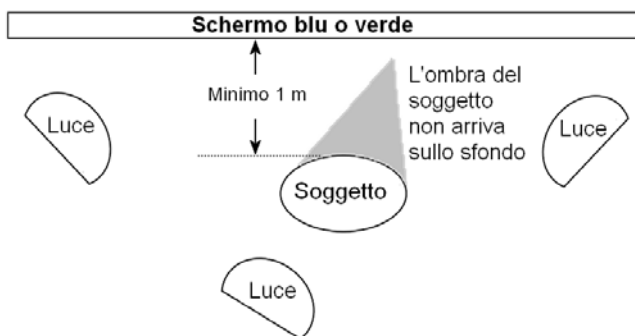 Schermo blu o verde
Minimo 1 m
L'ombra del
soggetto
non arriva
sullo sfondo
Luce
Luce
Soggetto
Luce